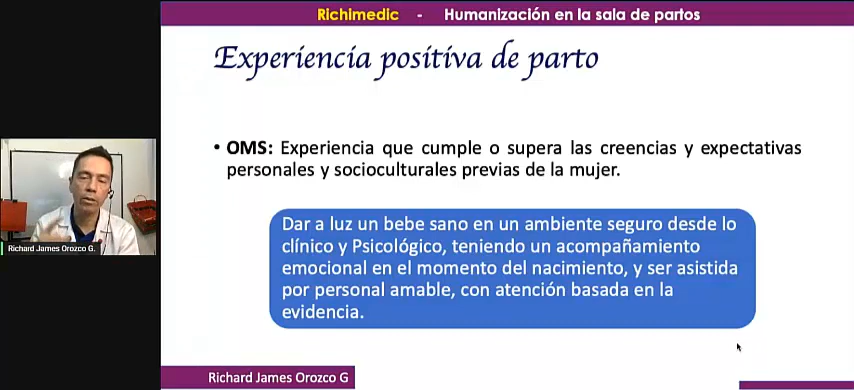 Richimedic - Humanización en la sala de partos
Experiencia positiva de parto
• OMS: Experiencia que cumple o supera las creencias y expectativas
personales y socioculturales previas de la mujer.
Dar a luz un bebe sano en un ambiente seguro desde lo
clínico y Psicológico, teniendo un acompañamiento
emocional en el momento del nacimiento, y ser asistida
por personal amable, con atención basada en la
evidencia.
Richard James Orozco G.
Richard James Orozco G